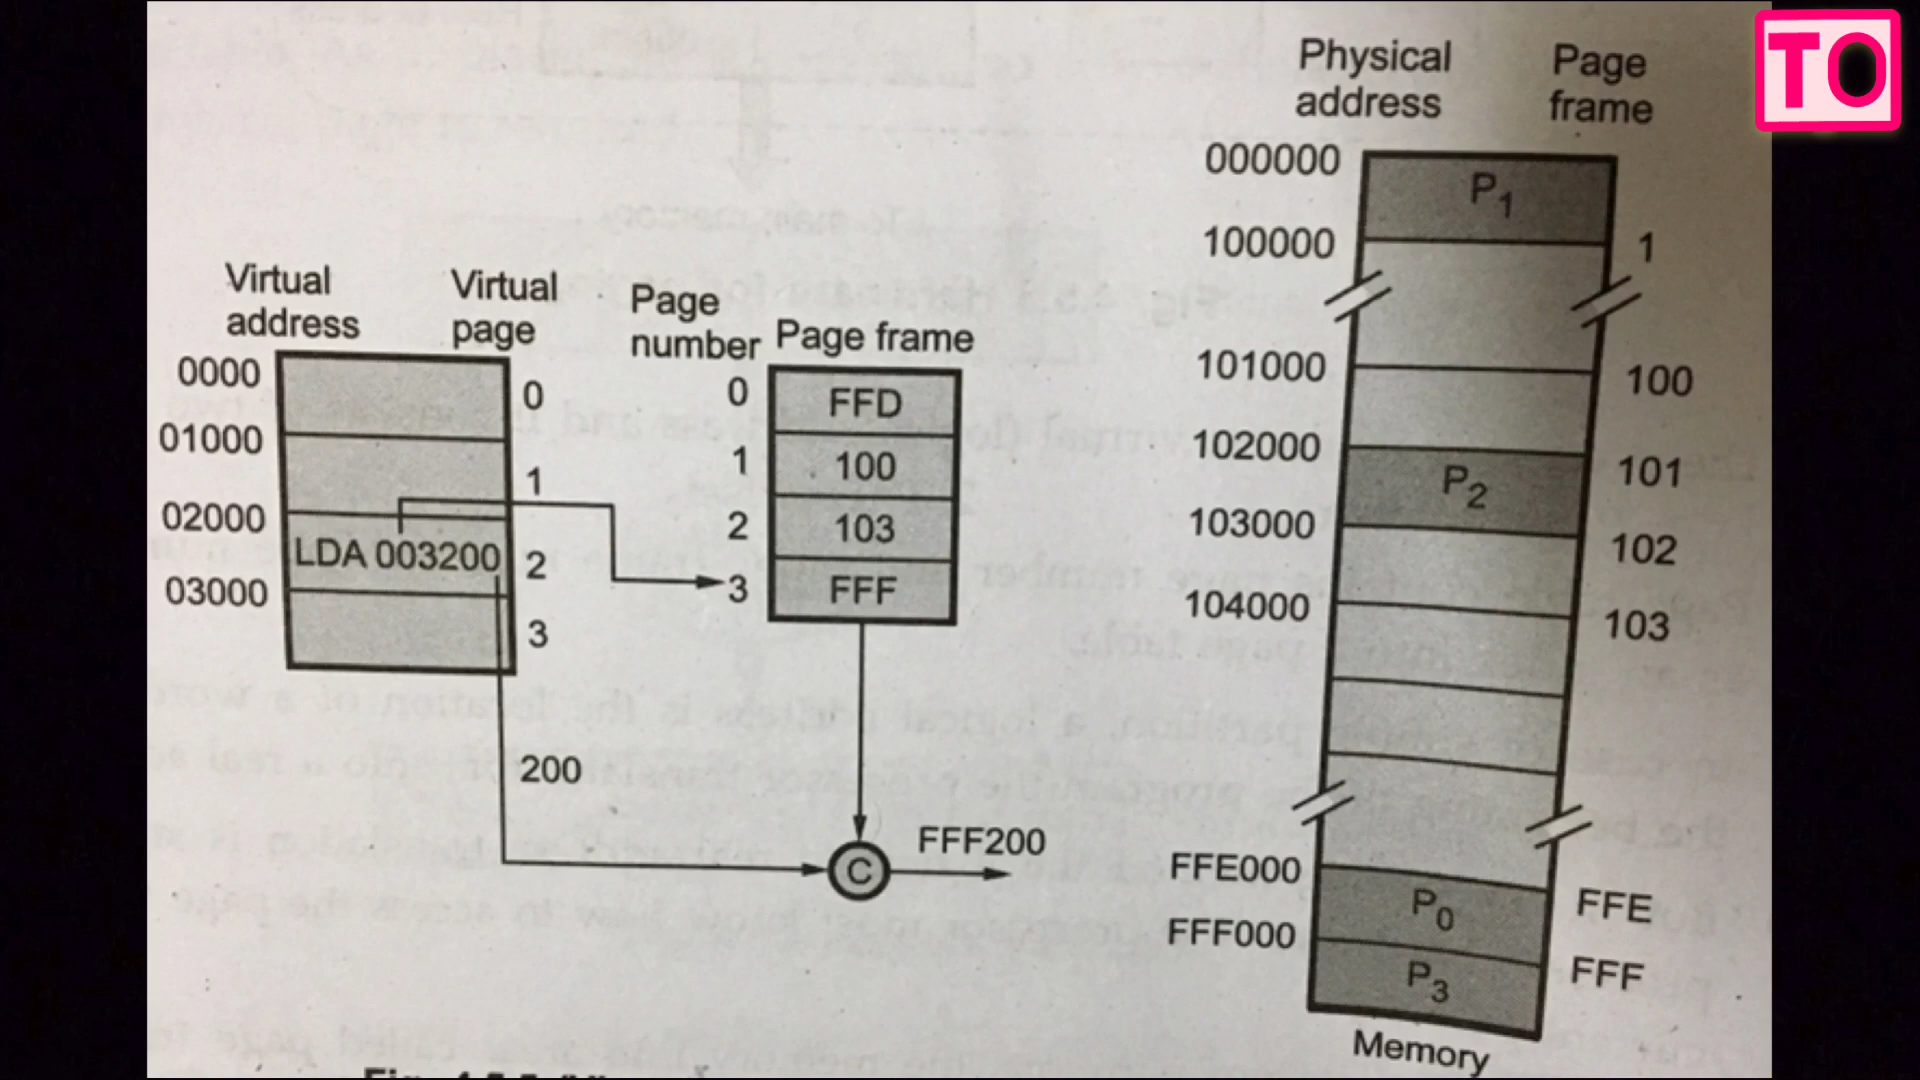 TO
Physical address
Page frame
000000
P1
100000
1
101000
100
102000
P2
101
103000
102
104000
103
FFE000
P0
FFE
FFF000
P3
FFF
Memory
Virtual address
Virtual page
Page number
Page frame
0000
0
01000
1
02000
LDA 003200
2
03000
3
0
FFD
1
100
2
103
3
FFF
200
C
FFF200